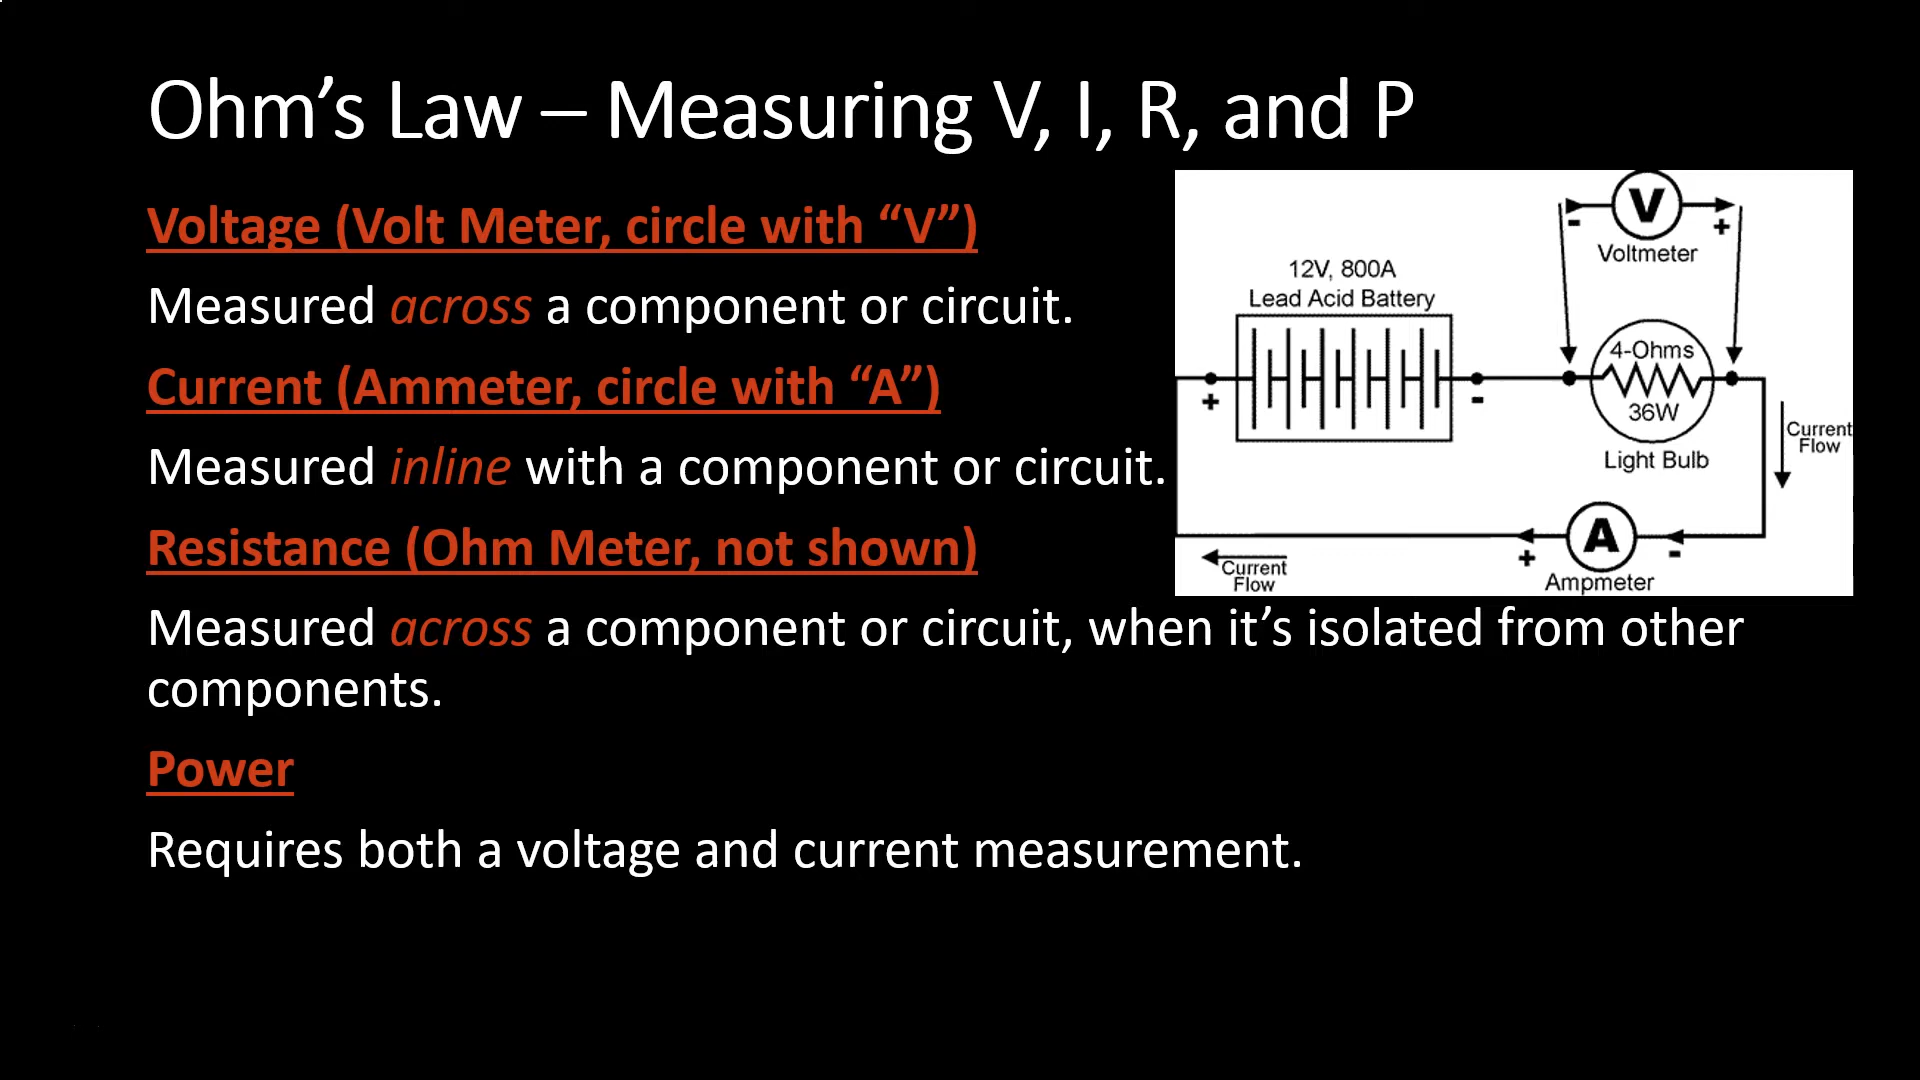 Ohm’s Law – Measuring V, I, R, and P
Voltage (Volt Meter, circle with “V”)
Measured across a component or circuit.
Current (Ammeter, circle with “A”)
Measured inline with a component or circuit.
Resistance (Ohm Meter, not shown)
Measured across a component or circuit, when it’s isolated from other
components.
Power
Requires both a voltage and current measurement.
V
- +
Voltmeter
12V, 800A
Lead Acid Battery
+ -
4-Ohms
36W
Light Bulb
Current
Flow
A
+ -
Ampmeter
Current
Flow